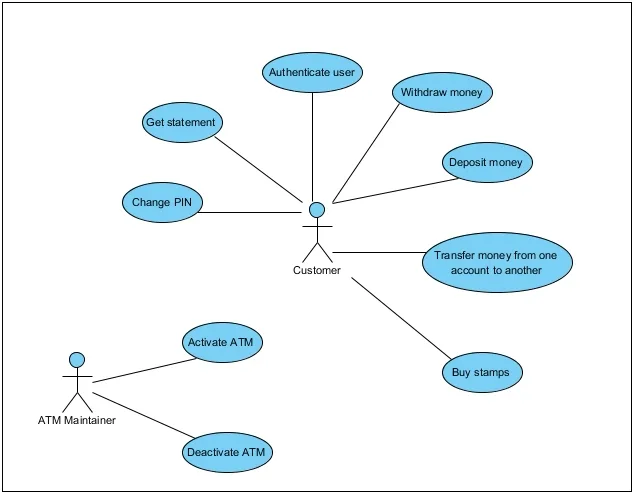 Authenticate user
Withdraw money
Get statement
Deposit money
Change PIN
Customer
Transfer money from one
account to another
Activate ATM
Buy stamps
ATM Maintainer
Deactivate ATM